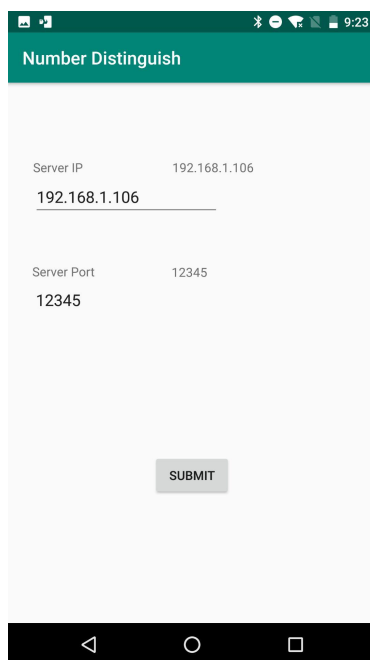 9:23
Number Distinguish
Server IP 192.168.1.106
192.168.1.106
Server Port 12345
12345
SUBMIT